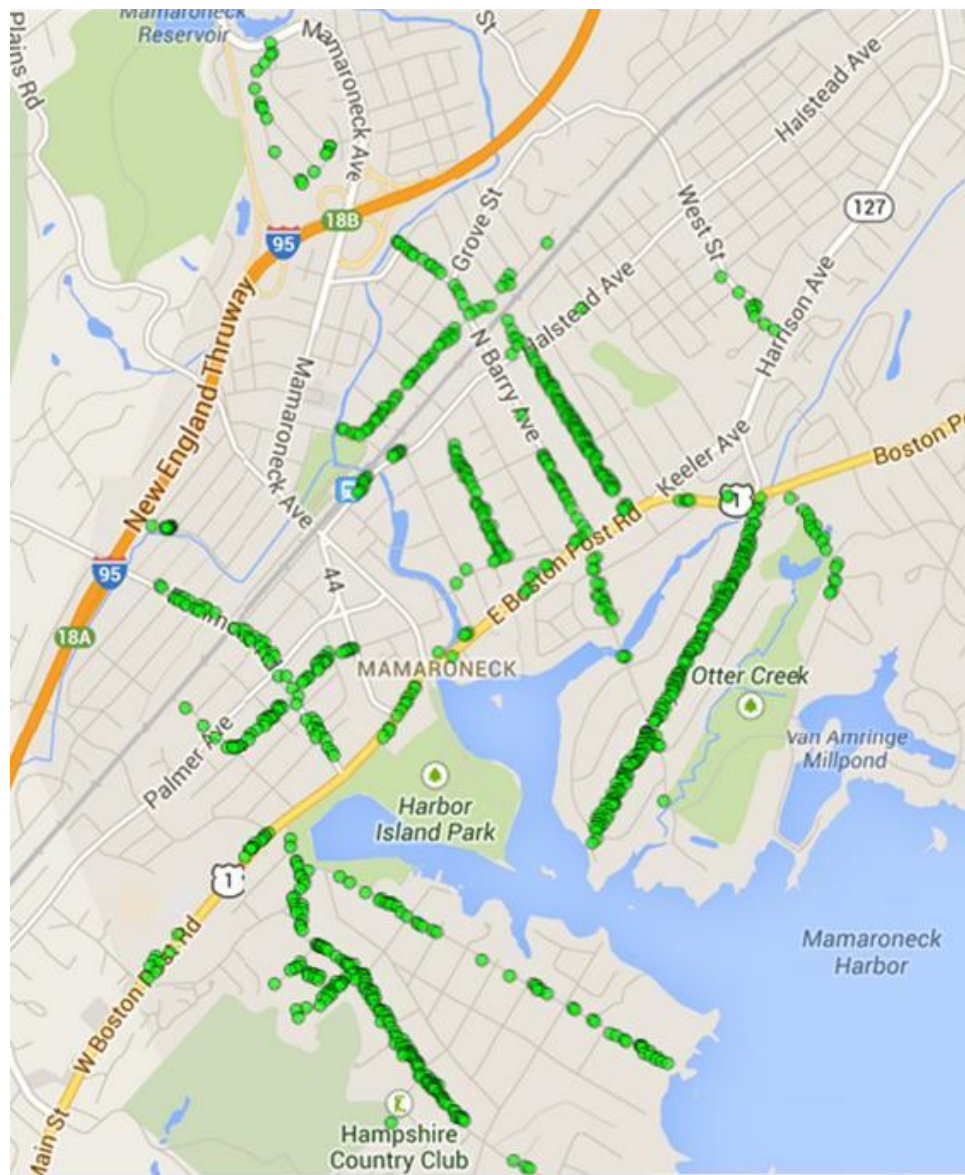 Mamaroneck
Reservoir
Plains Rd
Mamaroneck Ave
St
Halstead Ave
18B
95
Grove St
West St
127
New England Thruway
Halstead Ave
Harrison Ave
Mamaroneck Ave
N Barry Ave
Keeler Ave
Boston Po
1
E Boston Post Rd
95
44
18A
MAMARONECK
Otter Creek
Palmer Ave
Van Amringe
Millpond
Harbor
Island Park
1
W Boston Post Rd
Mamaroneck
Harbor
Main St
Hampshire
Country Club